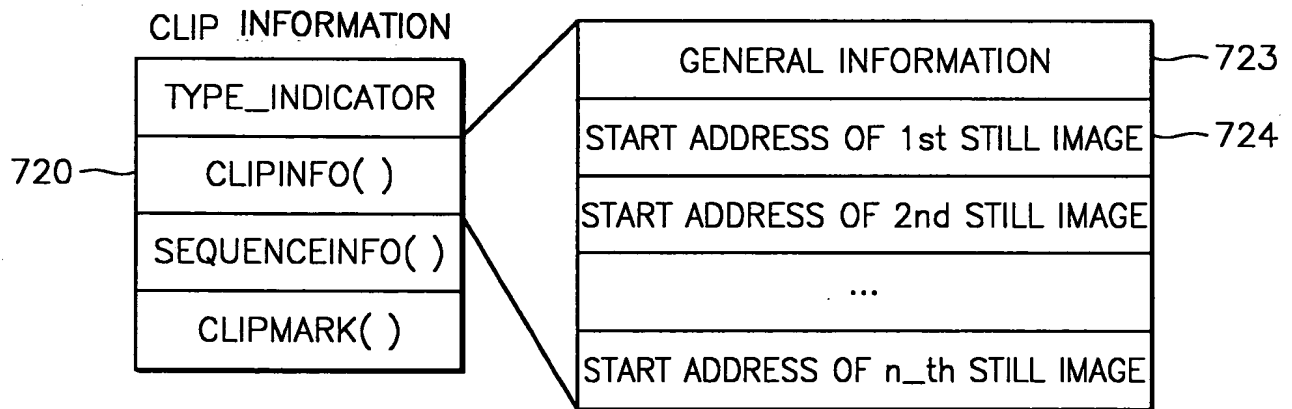 CLIP INFORMATION
TYPE_INDICATOR
720
CLIPINFO( )
SEQUENCEINFO( )
CLIPMARK( )
GENERAL INFORMATION
723
START ADDRESS OF 1st STILL IMAGE
724
START ADDRESS OF 2nd STILL IMAGE
...
START ADDRESS OF n_th STILL IMAGE